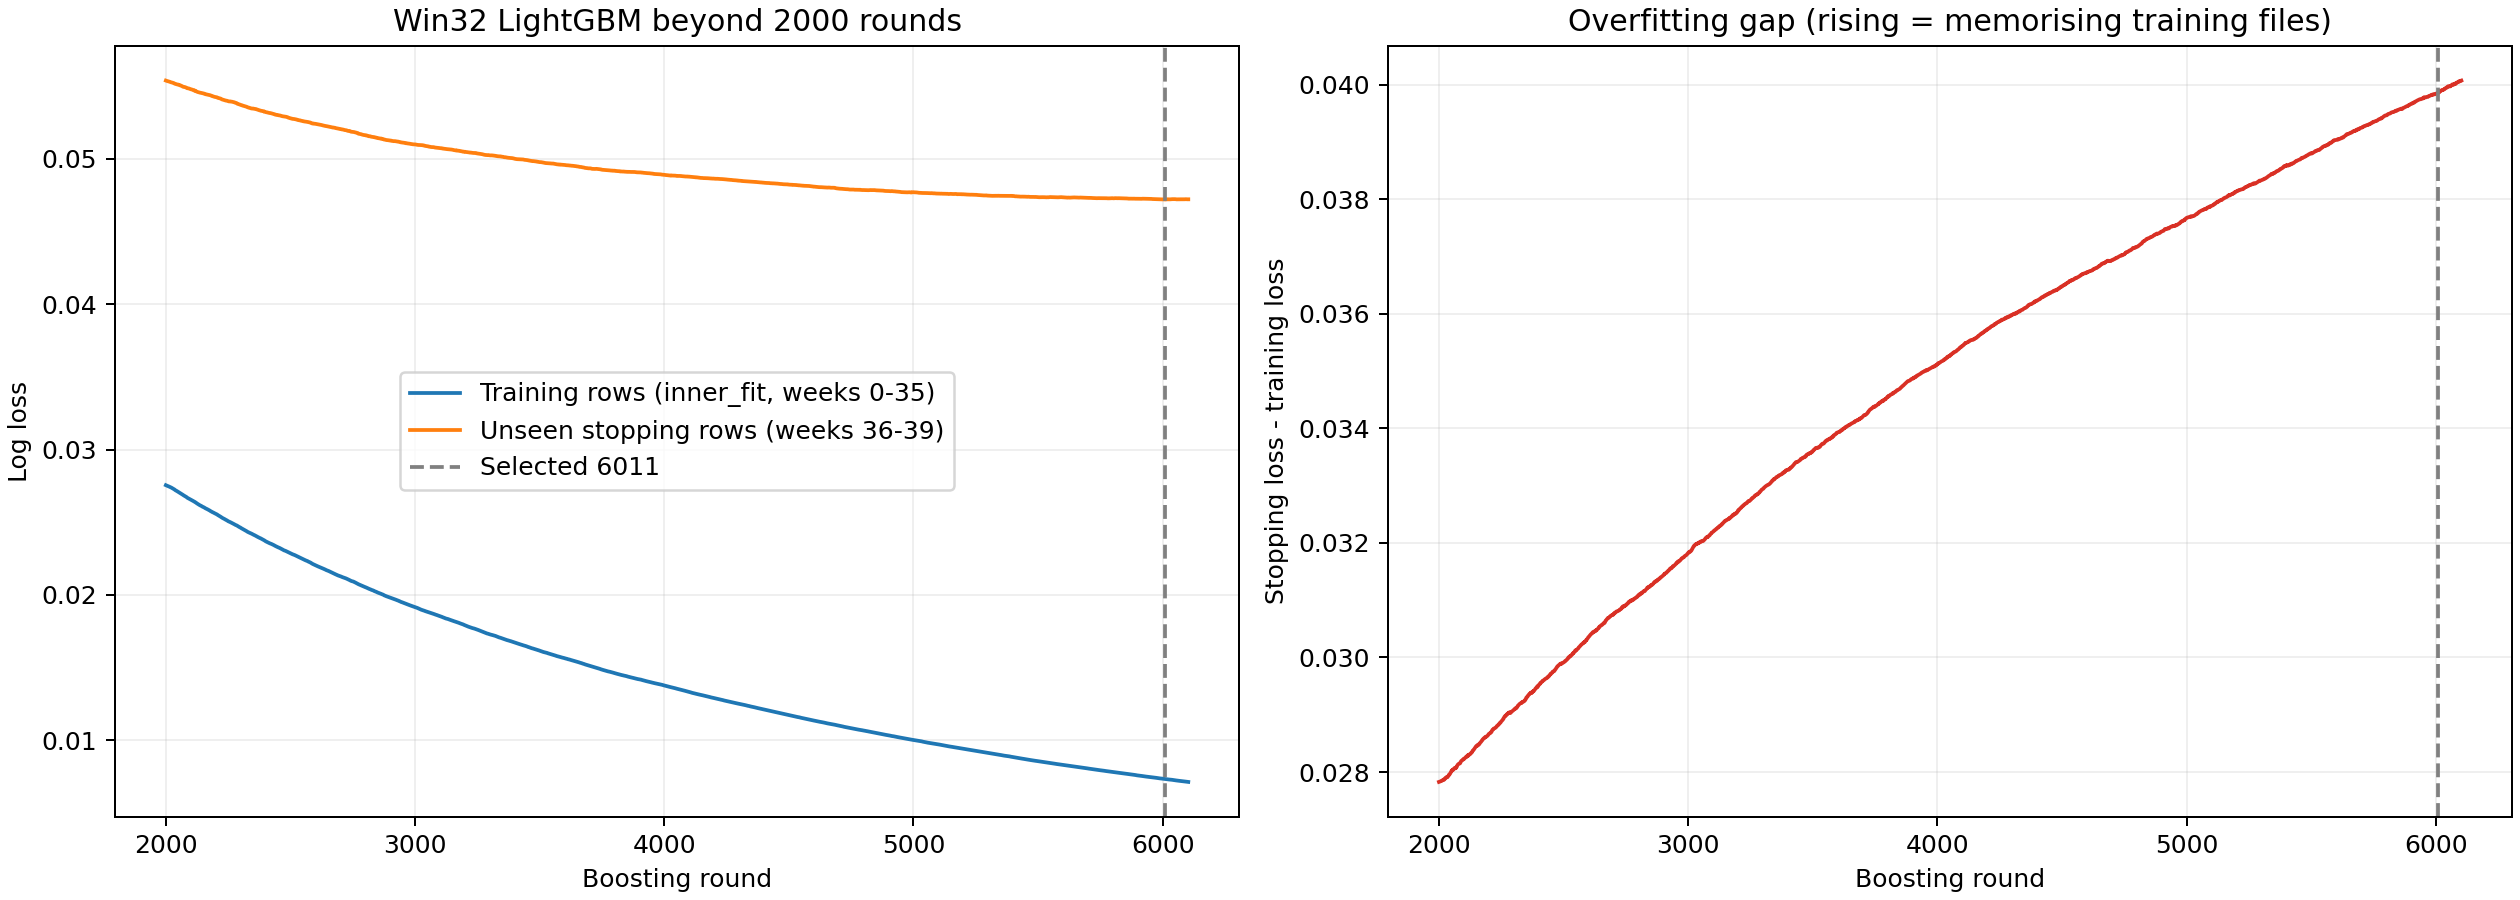 Win32 LightGBM beyond 2000 rounds
Log loss
0.05
0.04
0.03
0.02
0.01
Training rows (inner_fit, weeks 0-35)
Unseen stopping rows (weeks 36-39)
Selected 6011
2000 3000 4000 5000 6000
Boosting round
Overfitting gap (rising = memorising training files)
Stopping loss - training loss
0.040
0.038
0.036
0.034
0.032
0.030
0.028
2000 3000 4000 5000 6000
Boosting round